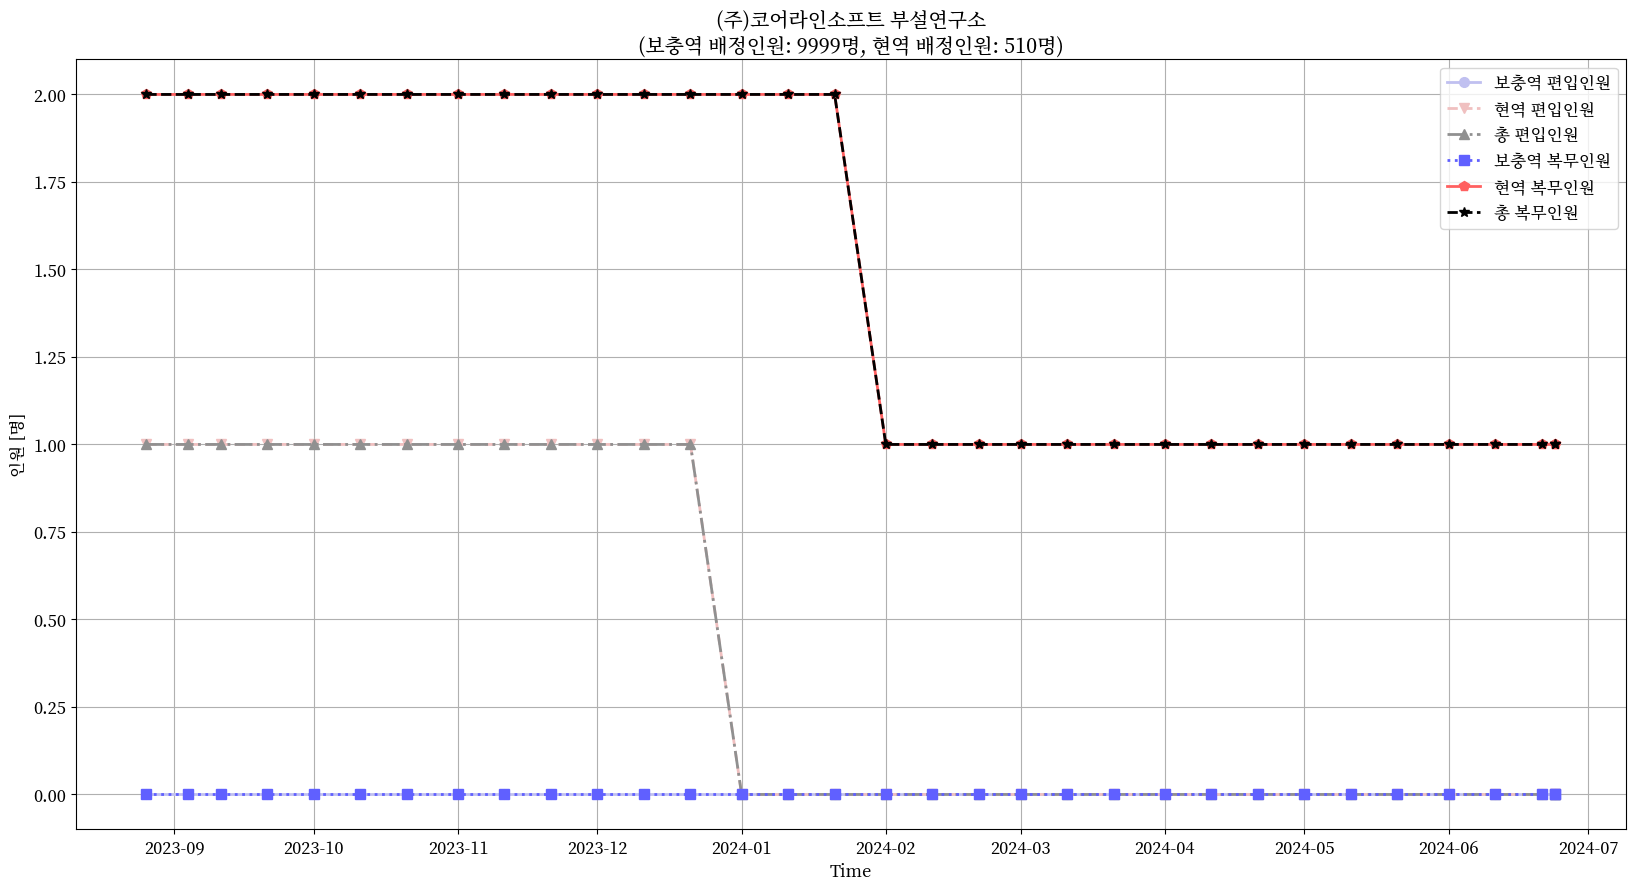 (주)코어라인소프트 부설연구소
(보충역 배정인원: 9999명, 현역 배정인원: 510명)
보충역 편입인원
현역 편입인원
총 편입인원
보충역 복무인원
현역 복무인원
총 복무인원
2.00
1.75
1.50
1.25
1.00
0.75
0.50
0.25
0.00
인원 [명]
2023-09 2023-10 2023-11 2023-12 2024-01 2024-02 2024-03 2024-04 2024-05 2024-06 2024-07
Time